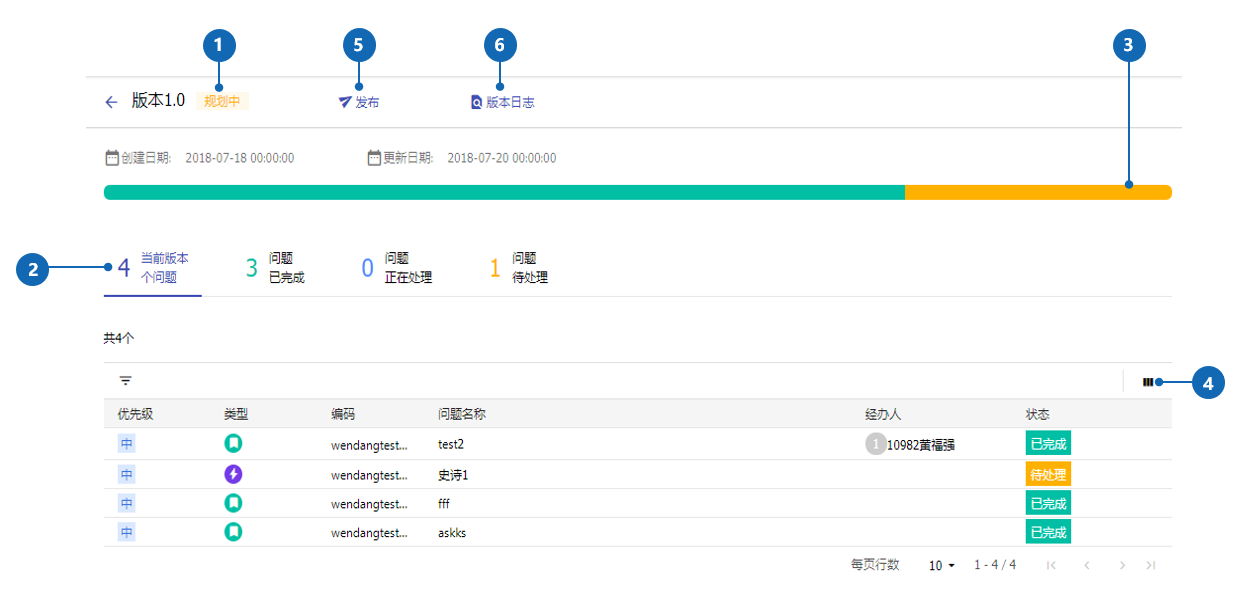 1
5
6
3
版本1.0 规划中 发布 版本日志
创建日期: 2018-07-18 00:00:00 更新日期: 2018-07-20 00:00:00
2
4 当前版本
个问题
3 问题
已完成
0 问题
正在处理
1 问题
待处理
共4个
4
优先级 类型 编码 问题名称 经办人 状态
中 wendangtest... test2 1 10982黄福强 已完成
中 wendangtest... 史诗1 待处理
中 wendangtest... fff 已完成
中 wendangtest... askks 已完成
每页行数 10 1 - 4 / 4